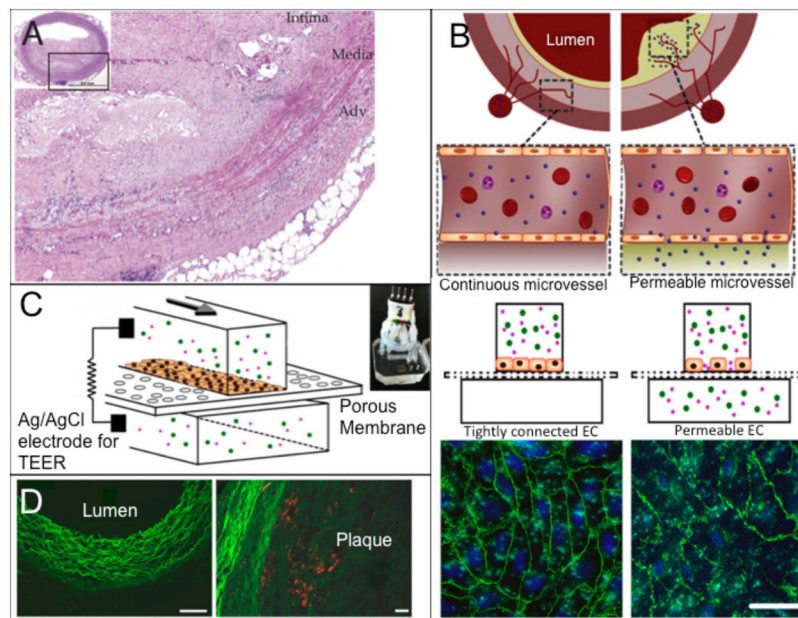 A
Intima
Media
Adv
B
Lumen
Continuous microvessel
Permeable microvessel
C
Ag/AgCl
electrode for
TEER
Porous
Membrane
Tightly connected EC
Permeable EC
D
Lumen
Plaque